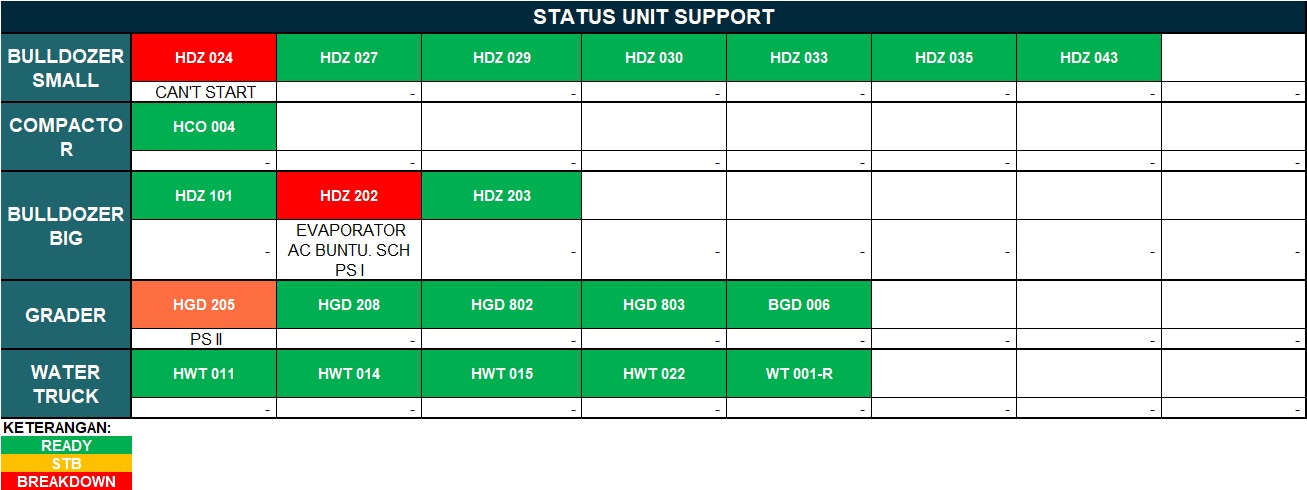 STATUS UNIT SUPPORT
BULLDOZER
SMALL
HDZ 024 HDZ 027 HDZ 029 HDZ 030 HDZ 033 HDZ 035 HDZ 043
CAN'T START - - - - - - -
COMPACTO
R
HCO 004
- - - - - - - -
BULLDOZER
BIG
HDZ 101 HDZ 202 HDZ 203
- EVAPORATOR
AC BUNTU. SCH
PS I
- - - - - -
GRADER
HGD 205 HGD 208 HGD 802 HGD 803 BGD 006
PS II - - - - - - -
WATER
TRUCK
HWT 011 HWT 014 HWT 015 HWT 022 WT 001-R
- - - - - - - -
KETERANGAN:
READY
STB
BREAKDOWN